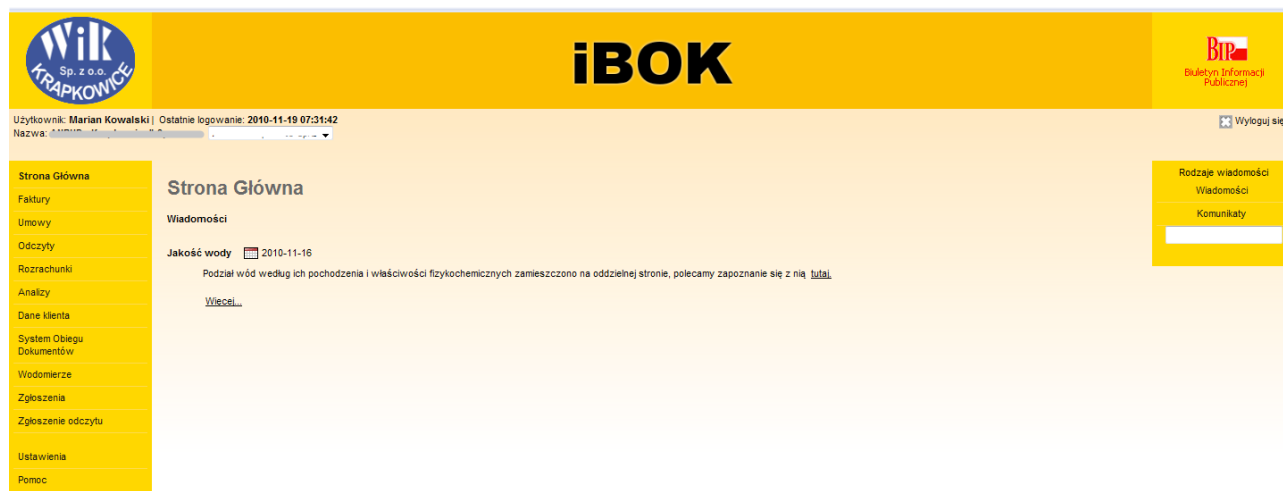 WiK
Sp. z o.o.
KRAPKOWICE
iBOK
BIP
Biuletyn Informacji
Publicznej
Użytkownik: Marian Kowalski | Ostatnie logowanie: 2010-11-19 07:31:42
Nazwa:
Wyloguj się
Strona Główna
Faktury
Umowy
Odczyty
Rozrachunki
Analizy
Dane klienta
System Obiegu
Dokumentów
Wodomierze
Zgłoszenia
Zgłoszenie odczytu
Ustawienia
Pomoc
Strona Główna
Wiadomości
Jakość wody 2010-11-16
Podział wód według ich pochodzenia i właściwości fizykochemicznych zamieszczono na oddzielnej stronie, polecamy zapoznanie się z nią tutaj.
Więcej...
Rodzaje wiadomości
Wiadomości
Komunikaty